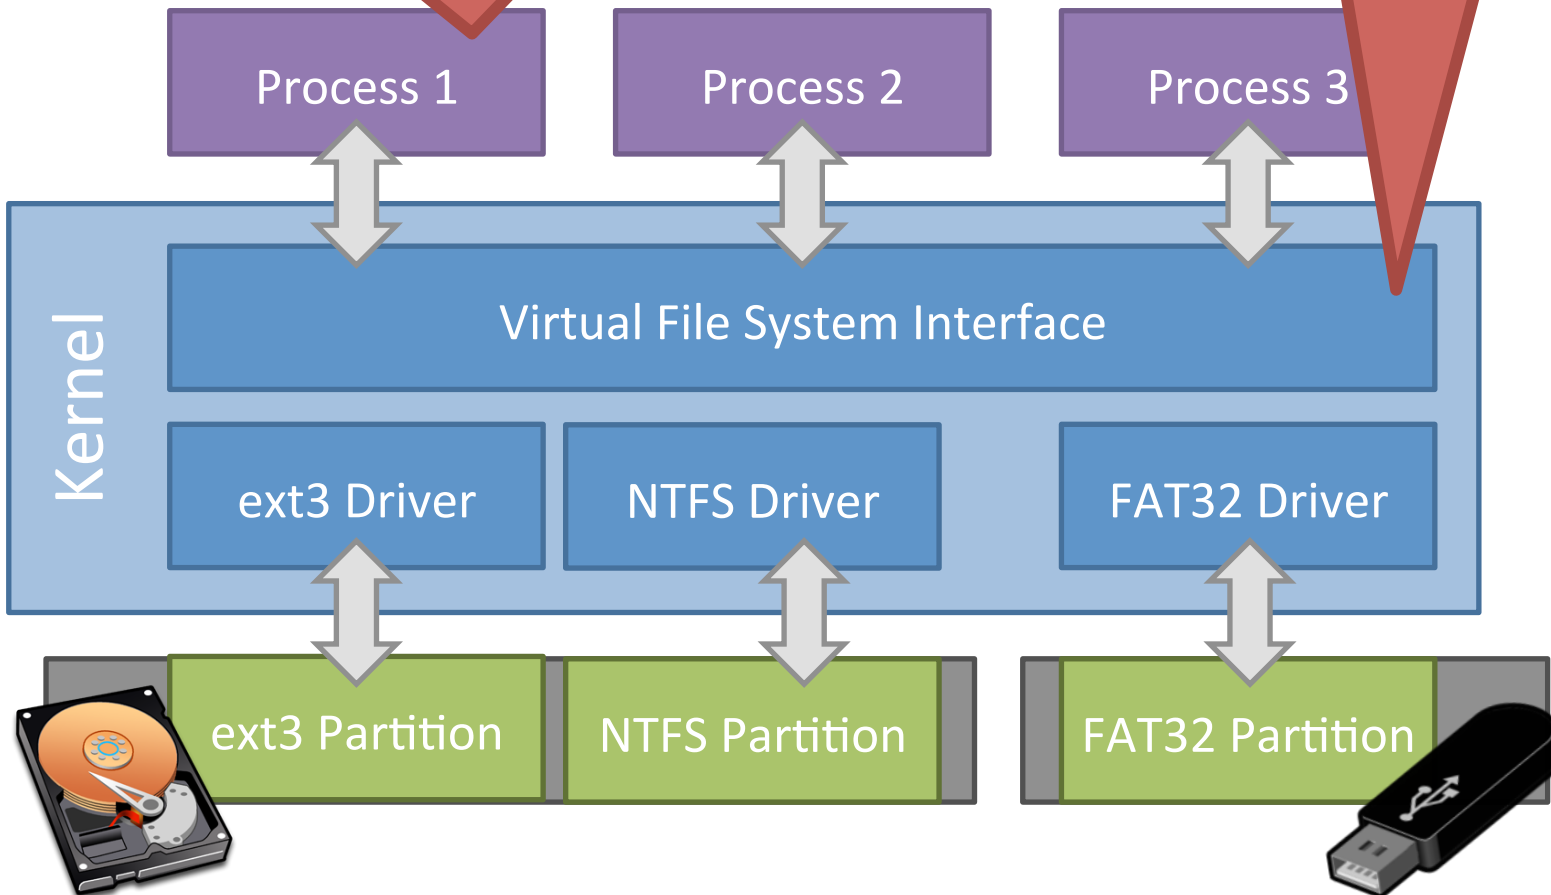 Process 1
Process 2
Process 3
Kernel
Virtual File System Interface
ext3 Driver
NTFS Driver
FAT32 Driver
ext3 Partition
NTFS Partition
FAT32 Partition